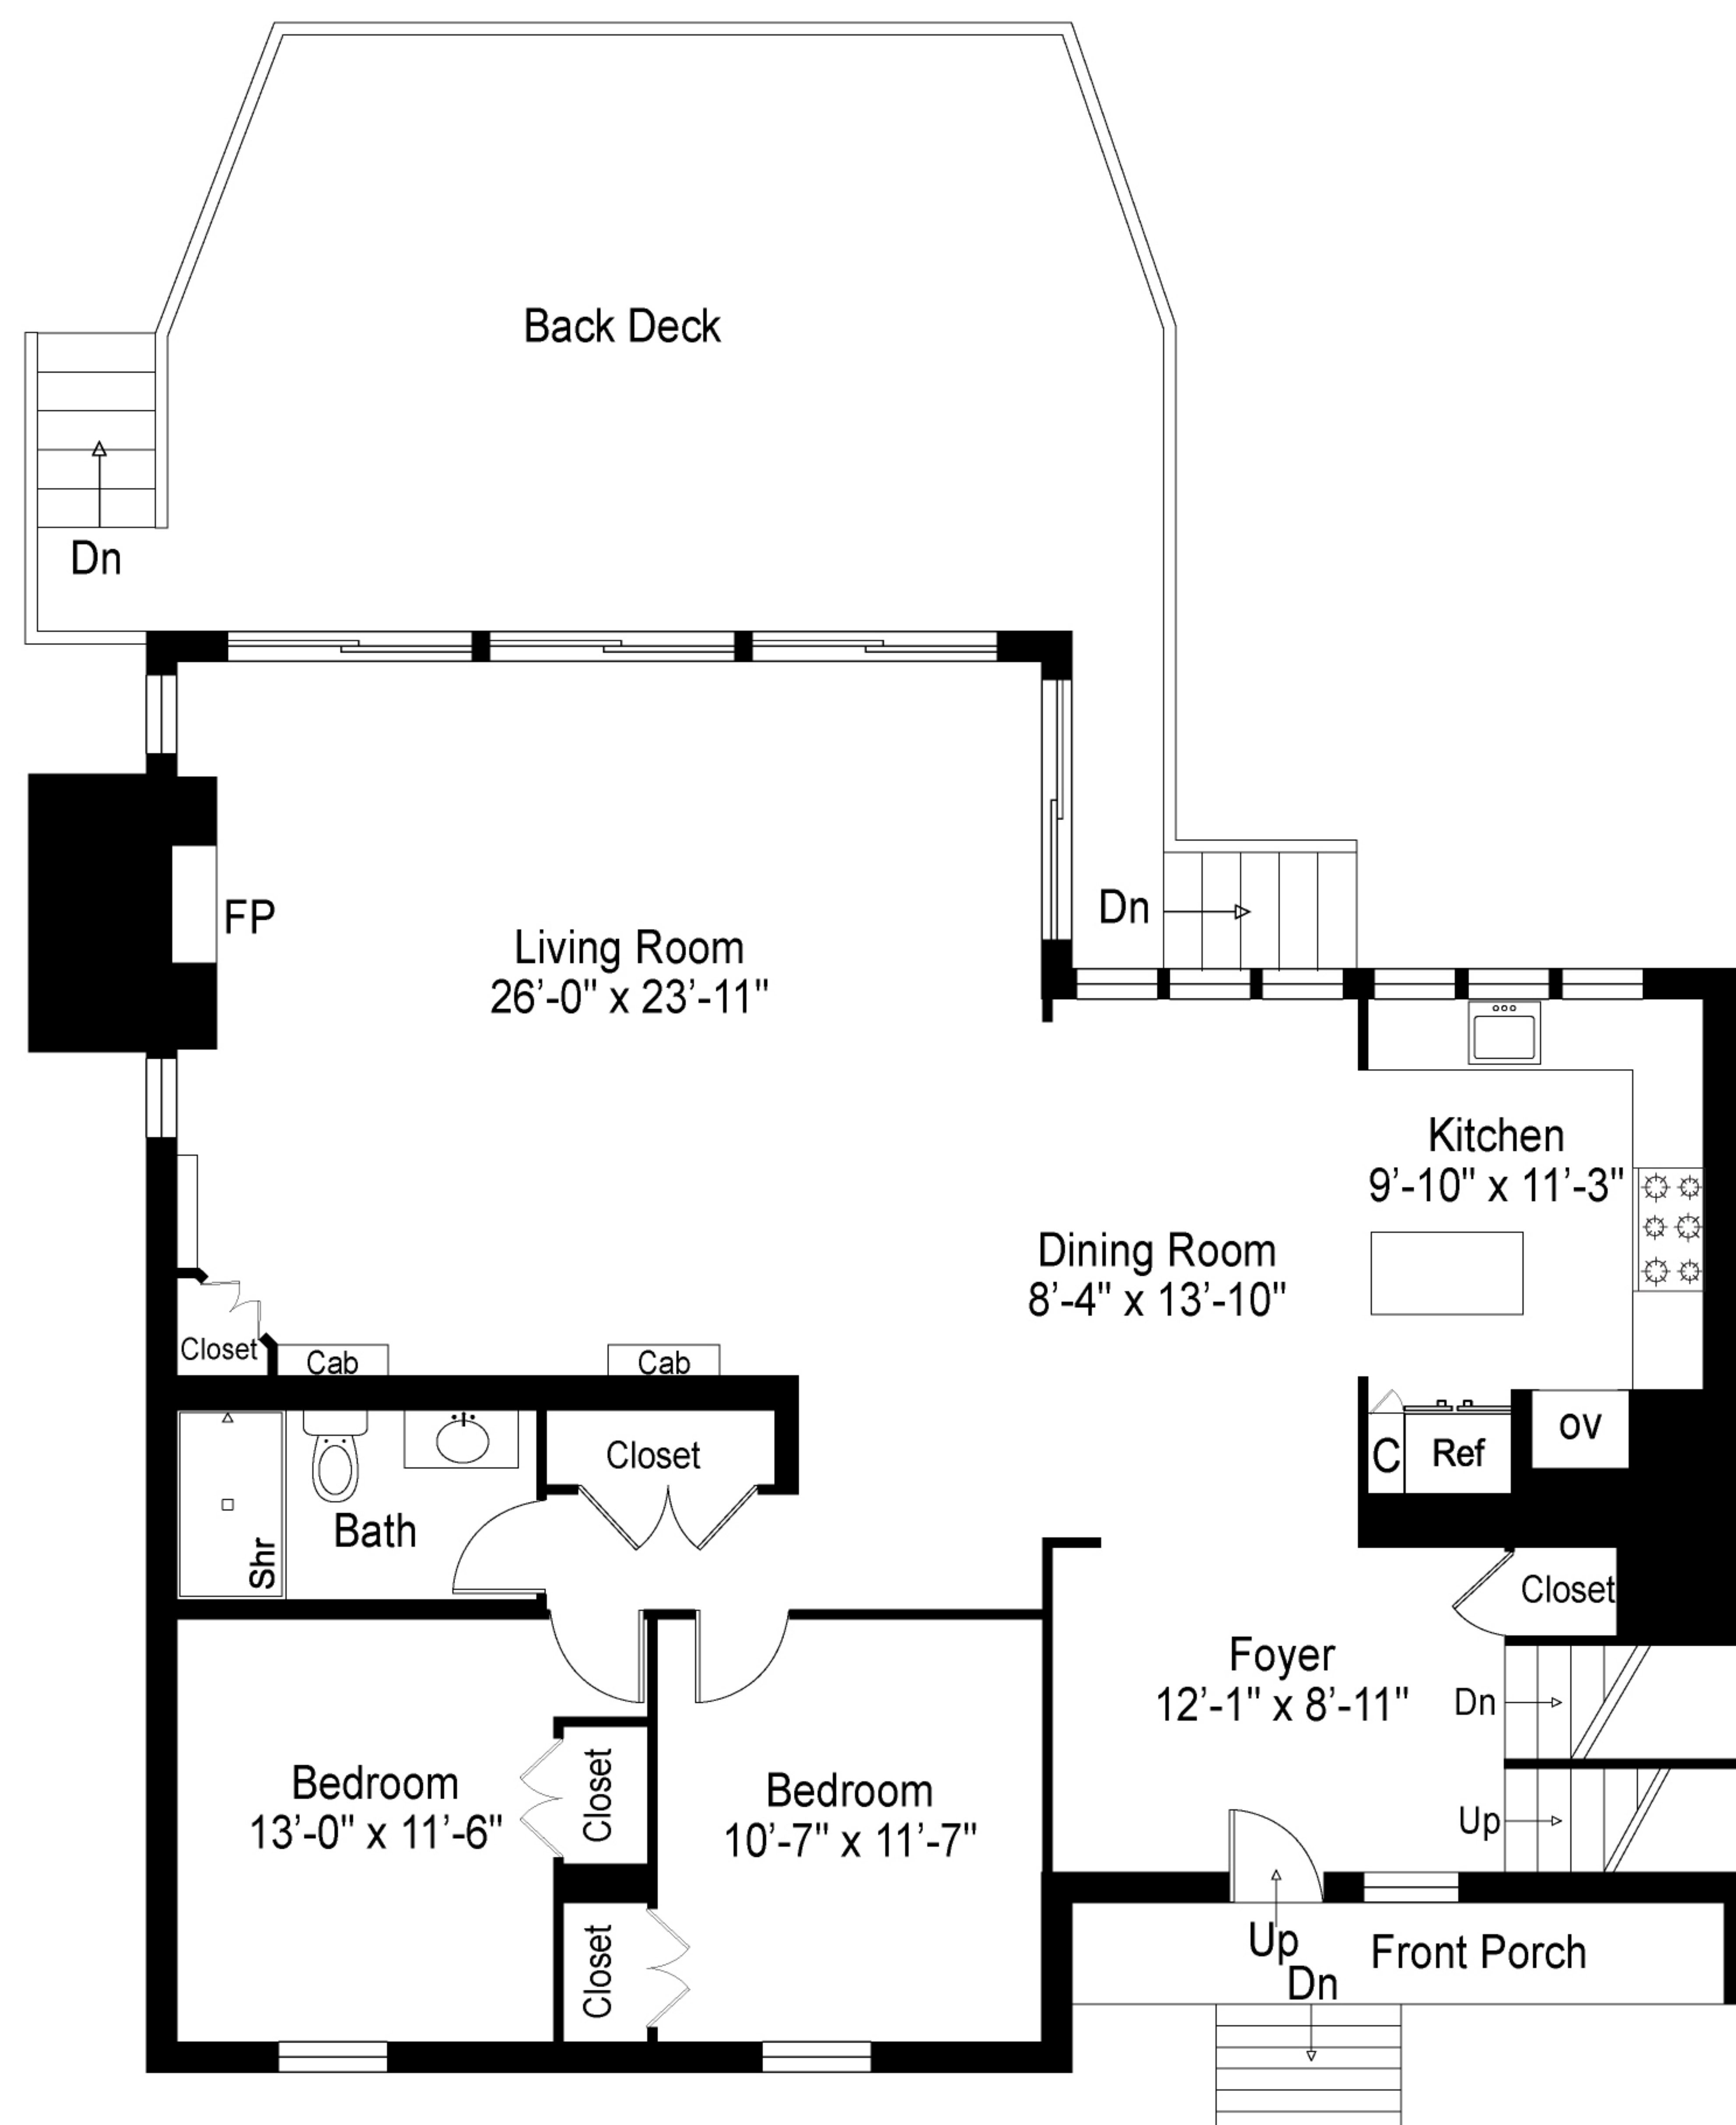 Back Deck
Dn
FP
Living Room
26'-0" x 23'-11"
Dn
Kitchen
9'-10" x 11'-3"
Dining Room
8'-4" x 13'-10"
Closet
Cab
Cab
Closet
Bath
Shr
C
Ref
ov
Closet
Foyer
12'-1" x 8'-11"
Dn
Up
Bedroom
13'-0" x 11'-6"
Closet
Bedroom
10'-7" x 11'-7"
Closet
Up
Dn
Front Porch